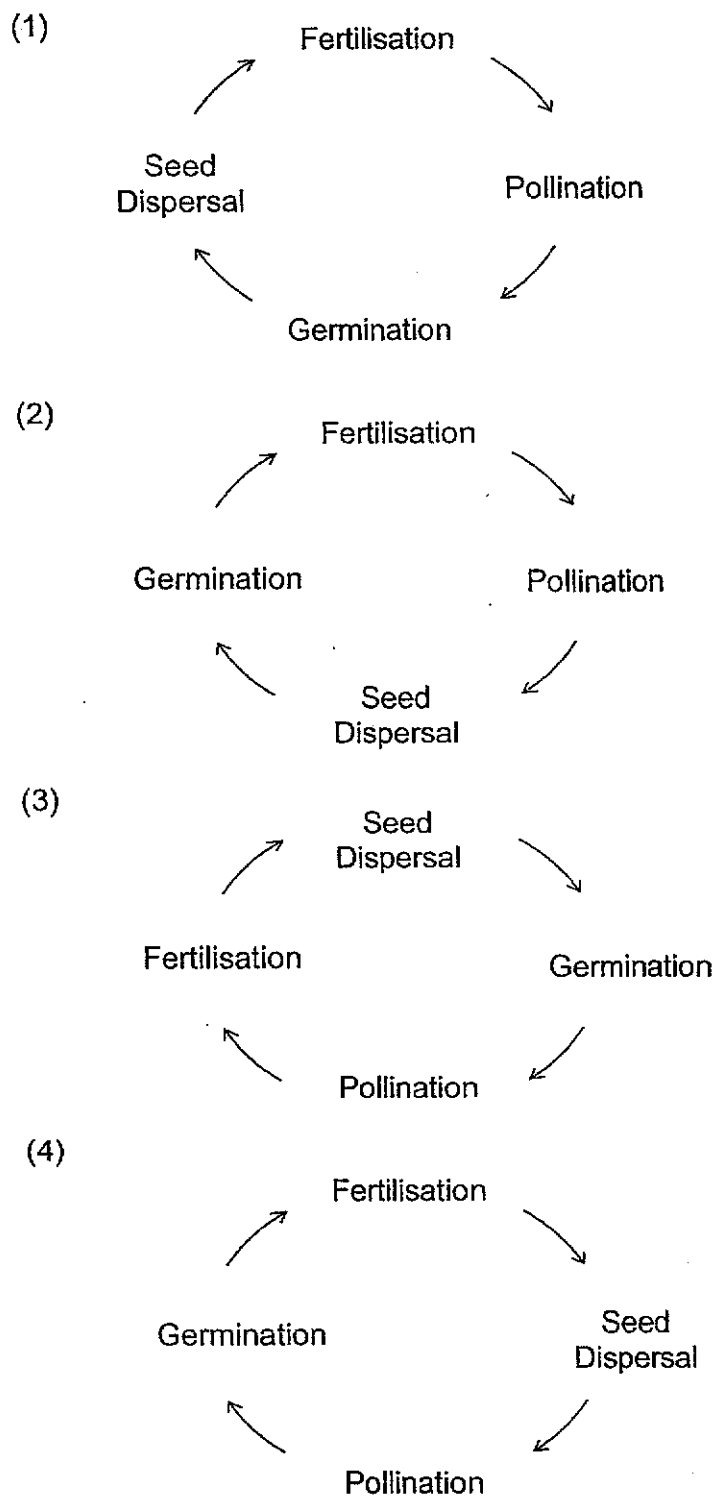 (1)
Fertilisation
Seed
Dispersal
Pollination
Germination
(2)
Fertilisation
Germination
Pollination
Seed
Dispersal
(3)
Seed
Dispersal
Fertilisation
Germination
Pollination
(4)
Fertilisation
Germination
Seed
Dispersal
Pollination